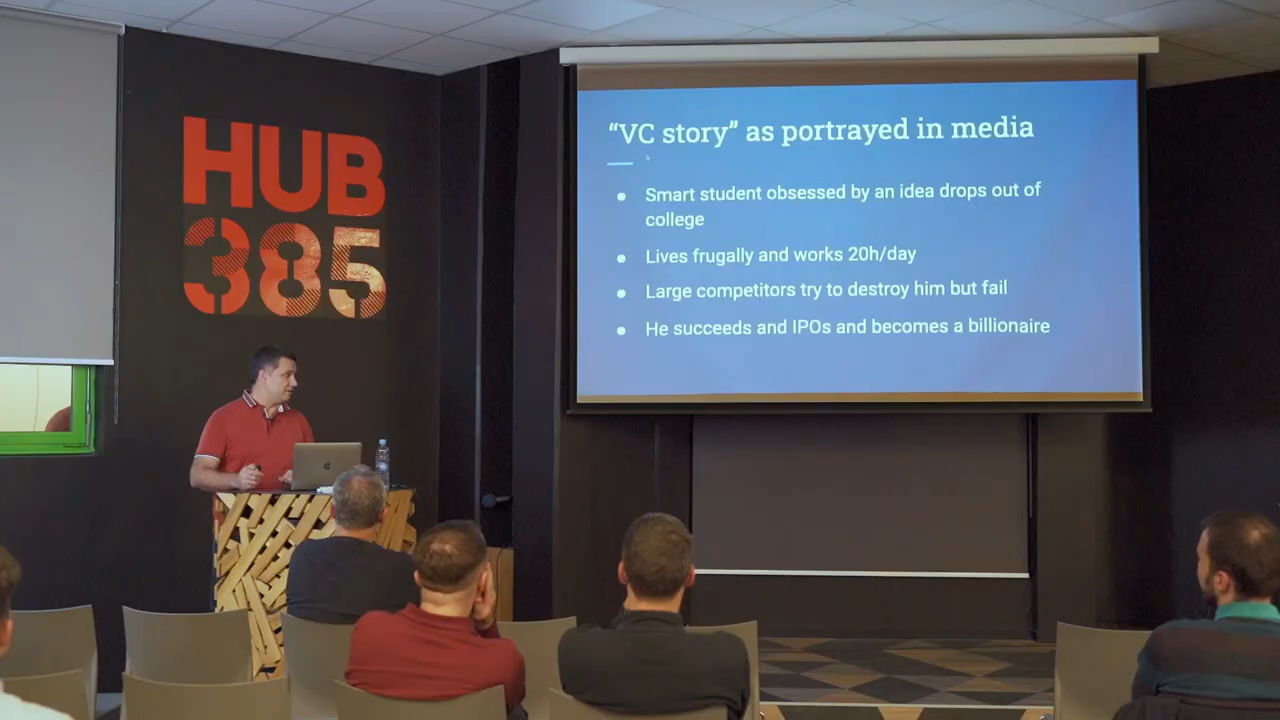 HUB
385
“VC story” as portrayed in media
● Smart student obsessed by an idea drops out of
college
● Lives frugally and works 20h/day
● Large competitors try to destroy him but fail
● He succeeds and IPOs and becomes a billionaire